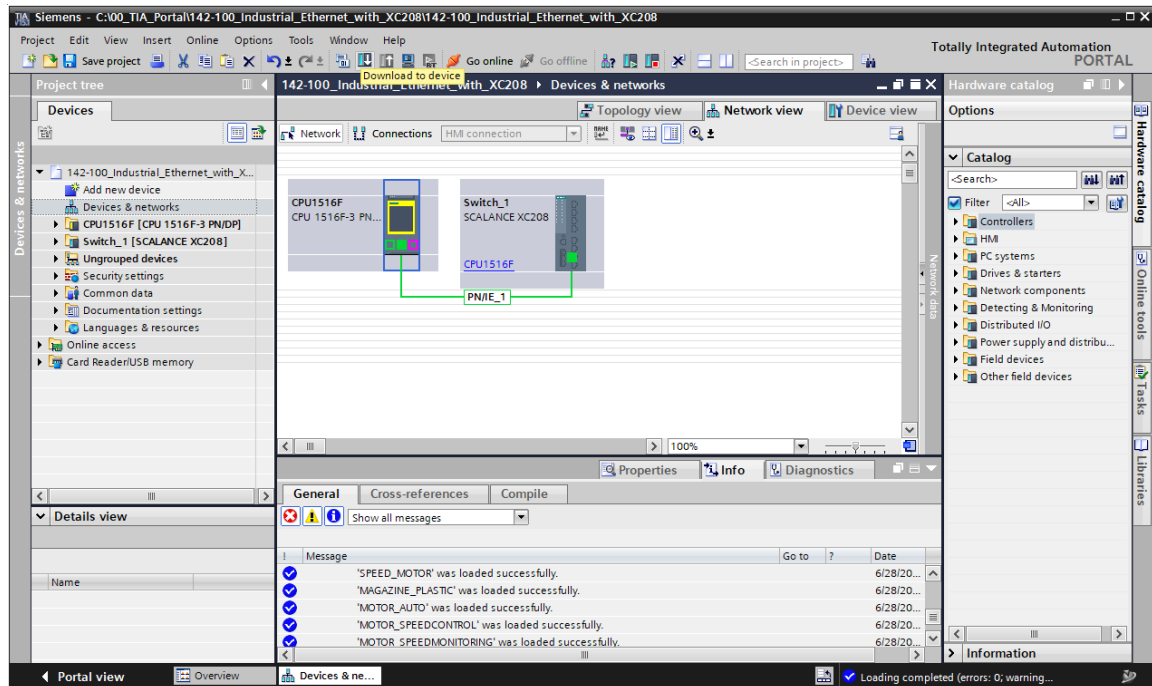 Siemens - C:\00_TIA_Portal\142-100_Industrial_Ethernet_with_XC208\142-100_Industrial_Ethernet_with_XC208
Project Edit View Insert Online Options Tools Window Help
Totally Integrated Automation
PORTAL
Save project Go online Go offline <Search in project>
Download to device
Project tree
142-100_Industrial_Ethernet_with_XC208 Devices & networks
Hardware catalog
Devices
Topology view Network view Device view
Options
Network Connections HMI connection
Devices & networks
142-100_Industrial_Ethernet_with_X...
Add new device
Devices & networks
CPU1516F [CPU 1516F-3 PN/DP]
Switch_1 [SCALANCE XC208]
Ungrouped devices
Security settings
Common data
Documentation settings
Languages & resources
Online access
Card Reader/USB memory
CPU1516F
CPU 1516F-3 PN...
Switch_1
SCALANCE XC208
CPU1516F
PN/IE_1
Network data
100%
Catalog
<Search>
Filter <All>
Controllers
HMI
PC systems
Drives & starters
Network components
Detecting & Monitoring
Distributed I/O
Power supply and distribu...
Field devices
Other field devices
Hardware catalog
Online tools
Tasks
Libraries
Properties Info Diagnostics
General Cross-references Compile
Show all messages
! Message Go to ? Date
'SPEED_MOTOR' was loaded successfully. 6/28/20...
'MAGAZINE_PLASTIC' was loaded successfully. 6/28/20...
'MOTOR_AUTO' was loaded successfully. 6/28/20...
'MOTOR_SPEEDCONTROL' was loaded successfully. 6/28/20...
'MOTOR_SPEEDMONITORING' was loaded successfully. 6/28/20...
Details view
Name
Information
Portal view Overview Devices & ne... Loading completed (errors: 0; warning...